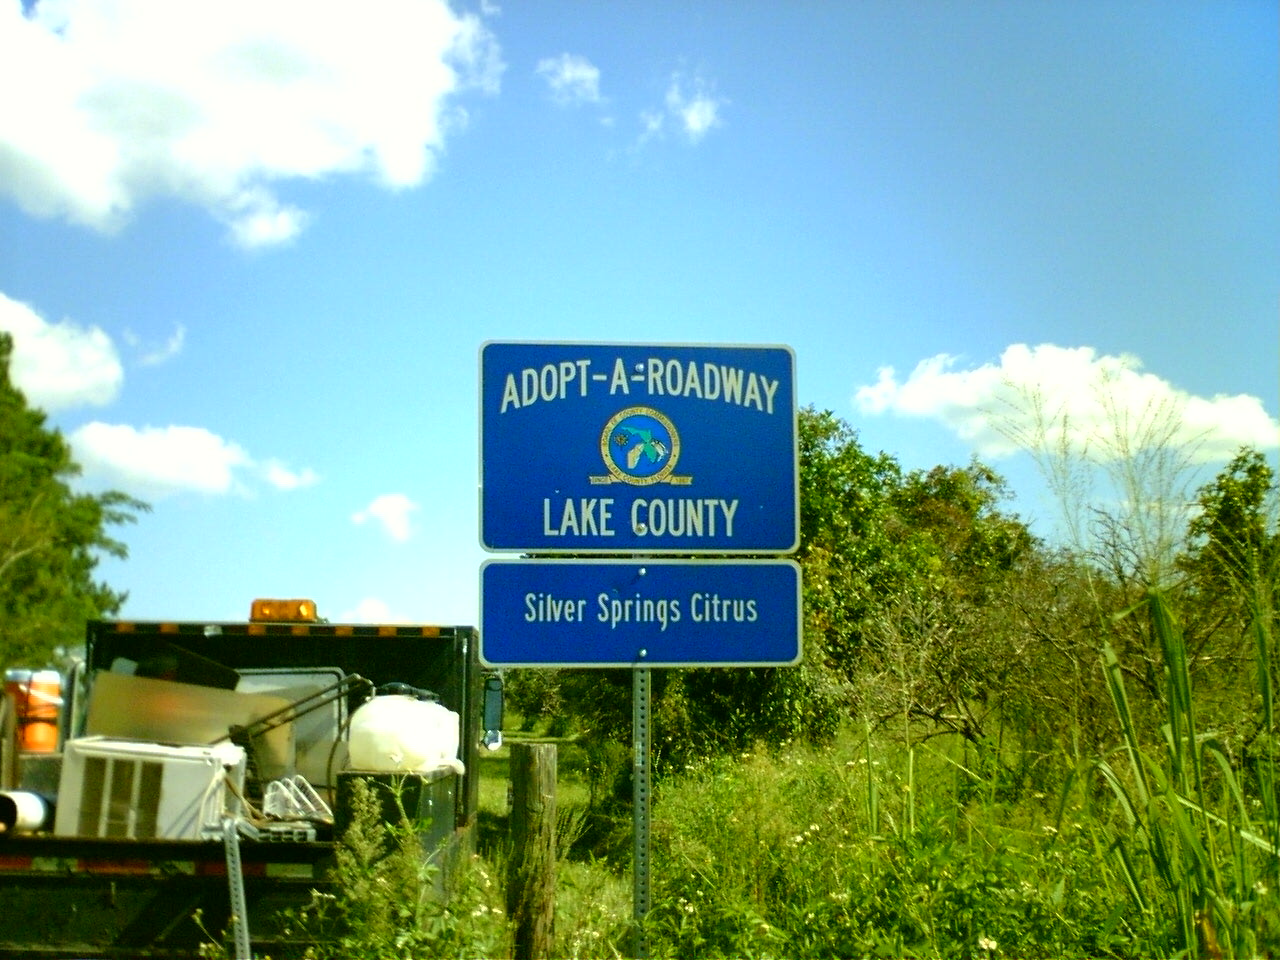 ADOPT-A-ROADWAY
LAKE COUNTY
Silver Springs Citrus